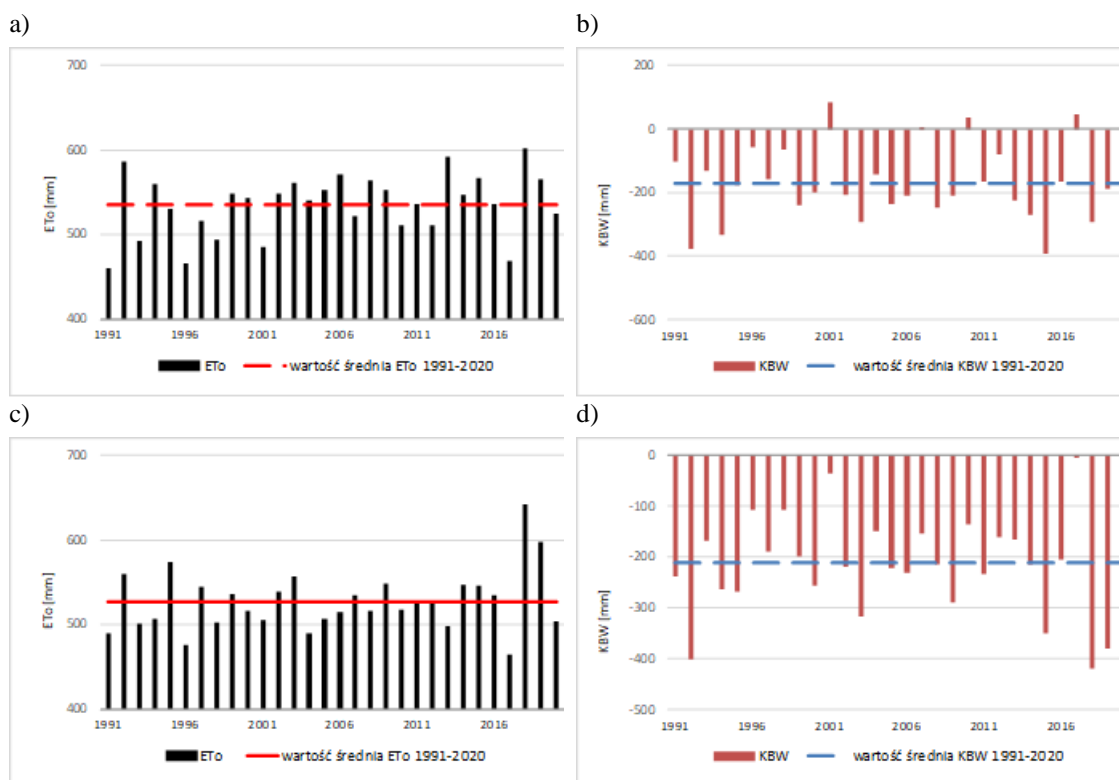 a)
b)
700
600
500
400
ETo [mm]
1991
1996
2001
2006
2011
2016
ETo
wartość średnia ETo 1991-2020
200
0
-200
-400
-600
KBW [mm]
1991
1996
2001
2006
2011
2016
KBW
wartość średnia KBW 1991-2020
c)
d)
700
600
500
400
ETo [mm]
1991
1996
2001
2006
2011
2016
ETo
wartość średnia ETo 1991-2020
0
-100
-200
-300
-400
-500
KBW [mm]
1991
1996
2001
2006
2011
2016
KBW
wartość średnia KBW 1991-2020